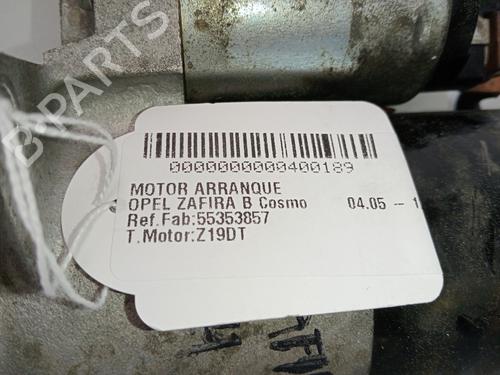 B-PARTS
0000000000400189
MOTOR ARRANQUE
OPEL ZAFIRA B Cosmo 04.05 -- 1
Ref.Fab:55353857
T.Motor:Z19DT